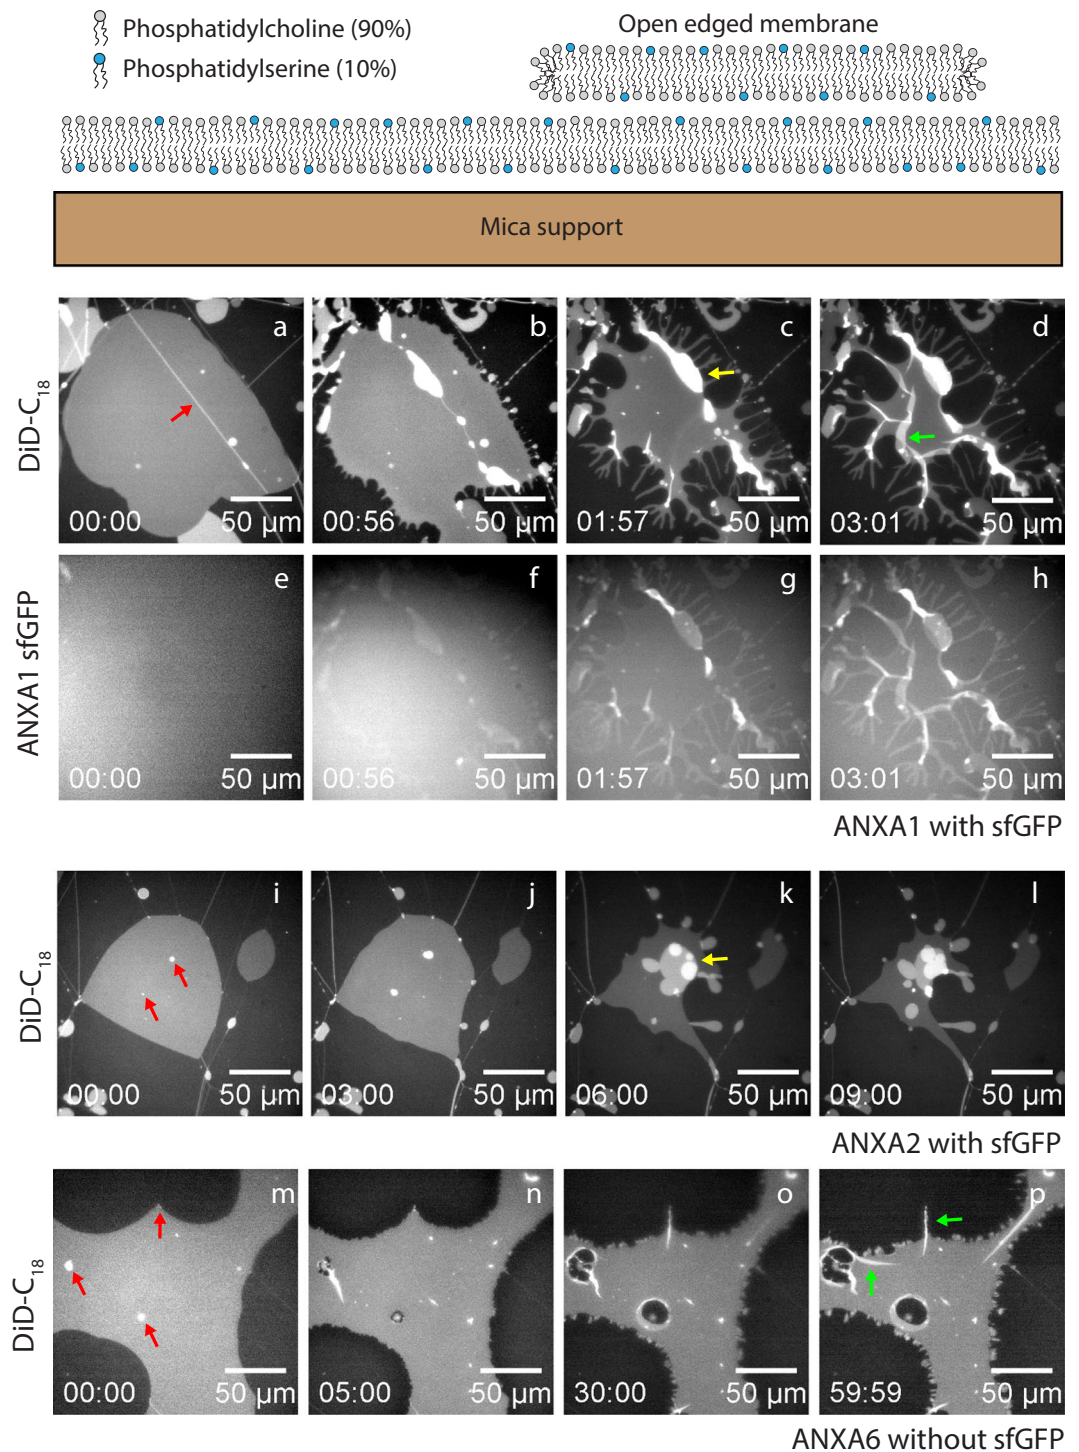 Phosphatidylcholine (90%)
Phosphatidylserine (10%)
Open edged membrane
Mica support
DiD-C18
a
00:00
50 µm
b
00:56
50 µm
c
01:57
50 µm
d
03:01
50 µm
ANXA1 sfGFP
e
00:00
50 µm
f
00:56
50 µm
g
01:57
50 µm
h
03:01
50 µm
ANXA1 with sfGFP
DiD-C18
i
00:00
50 µm
j
03:00
50 µm
k
06:00
50 µm
l
09:00
50 µm
ANXA2 with sfGFP
DiD-C18
m
00:00
50 µm
n
05:00
50 µm
o
30:00
50 µm
p
59:59
50 µm
ANXA6 without sfGFP